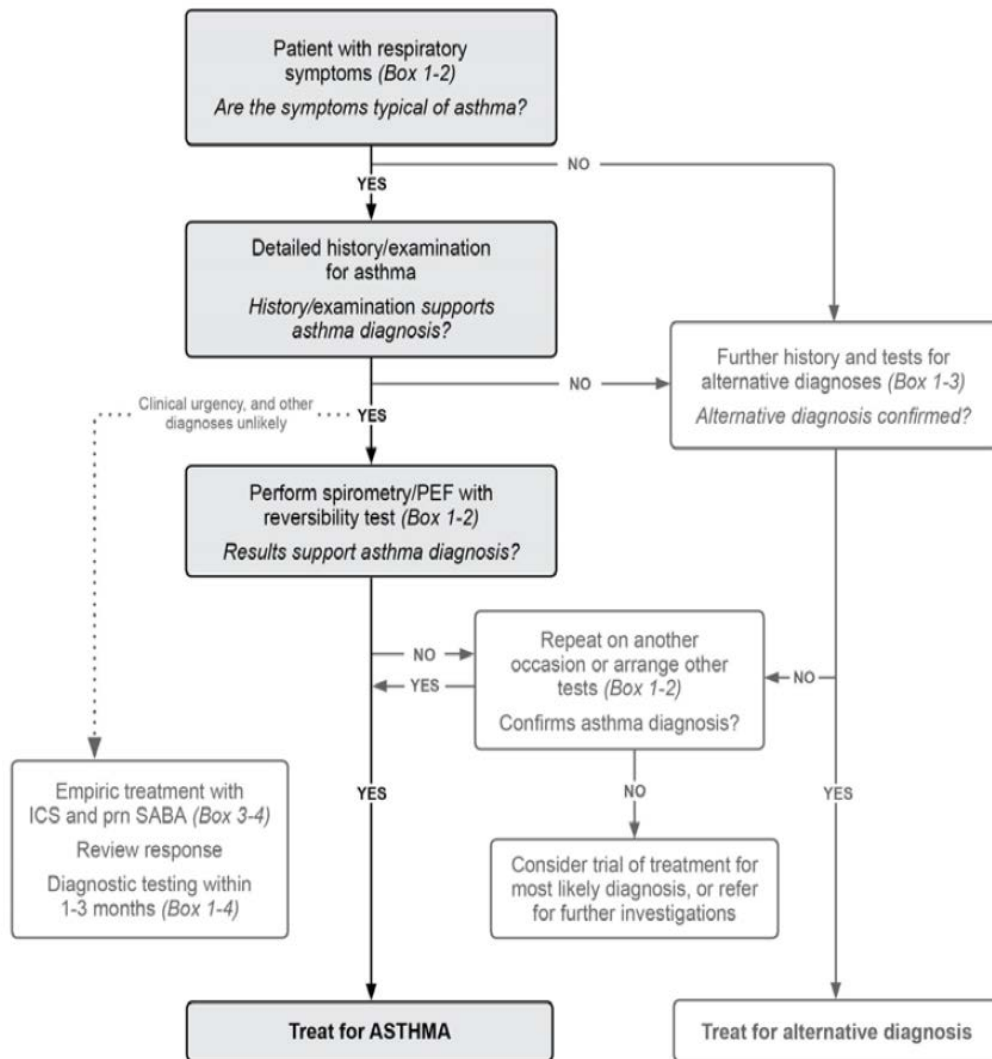 Patient with respiratory
symptoms (Box 1-2)
Are the symptoms typical of asthma?
NO
YES
Detailed history/examination
for asthma
History/examination supports
asthma diagnosis?
NO
Further history and tests for
alternative diagnoses (Box 1-3)
Alternative diagnosis confirmed?
Clinical urgency, and other
diagnoses unlikely
YES
Perform spirometry/PEF with
reversibility test (Box 1-2)
Results support asthma diagnosis?
NO
YES
Repeat on another
occasion or arrange other
tests (Box 1-2)
Confirms asthma diagnosis?
NO
Empiric treatment with
ICS and prn SABA (Box 3-4)
Review response
Diagnostic testing within
1-3 months (Box 1-4)
YES
NO
YES
Consider trial of treatment for
most likely diagnosis, or refer
for further investigations
Treat for ASTHMA
Treat for alternative diagnosis